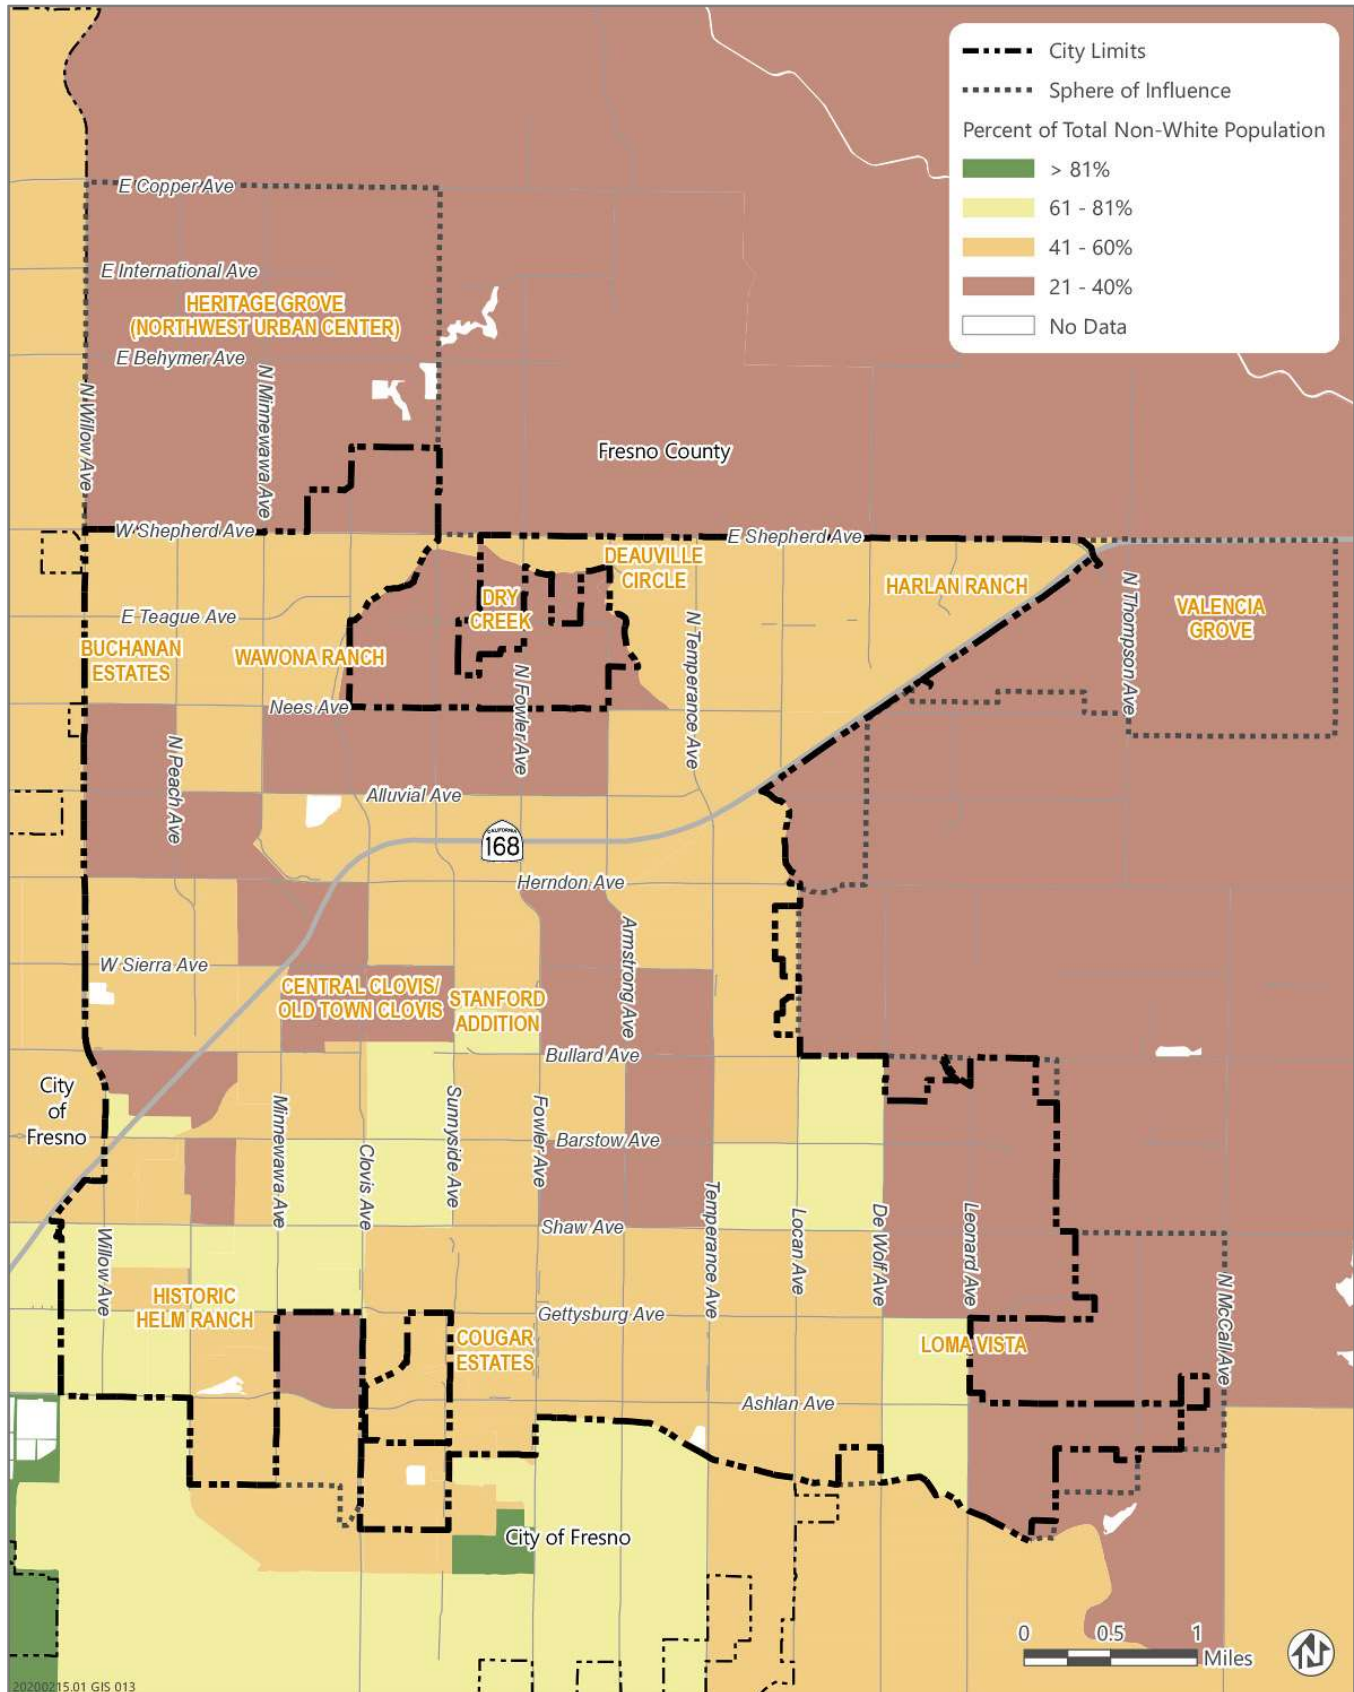 City Limits
Sphere of Influence
Percent of Total Non-White Population
> 81%
61 - 81%
41 - 60%
21 - 40%
No Data
E Copper Ave
E International Ave
HERITAGE GROVE
(NORTHWEST URBAN CENTER)
E Behymer Ave
N Willow Ave
N Minnewawa Ave
Fresno County
W Shepherd Ave
E Shepherd Ave
DEAUVILLE
CIRCLE
HARLAN RANCH
DRY
CREEK
N Thompson Ave
VALENCIA
GROVE
E Teague Ave
BUCHANAN
ESTATES
WAWONA RANCH
N Temperance Ave
N Fowler Ave
Nees Ave
N Peach Ave
Alluvial Ave
CALIFORNIA
168
Herndon Ave
Armstrong Ave
W Sierra Ave
CENTRAL CLOVIS/
OLD TOWN CLOVIS
STANFORD
ADDITION
Bullard Ave
City
of
Fresno
Minnewawa Ave
Clovis Ave
Sunnyside Ave
Fowler Ave
Barstow Ave
Temperance Ave
Locan Ave
De Wolf Ave
Leonard Ave
Shaw Ave
Willow Ave
HISTORIC
HELM RANCH
Gettysburg Ave
COUGAR
ESTATES
LOMA VISTA
N McCall Ave
Ashlan Ave
City of Fresno
0 0.5 1
Miles
N
20200215.01 GIS 013